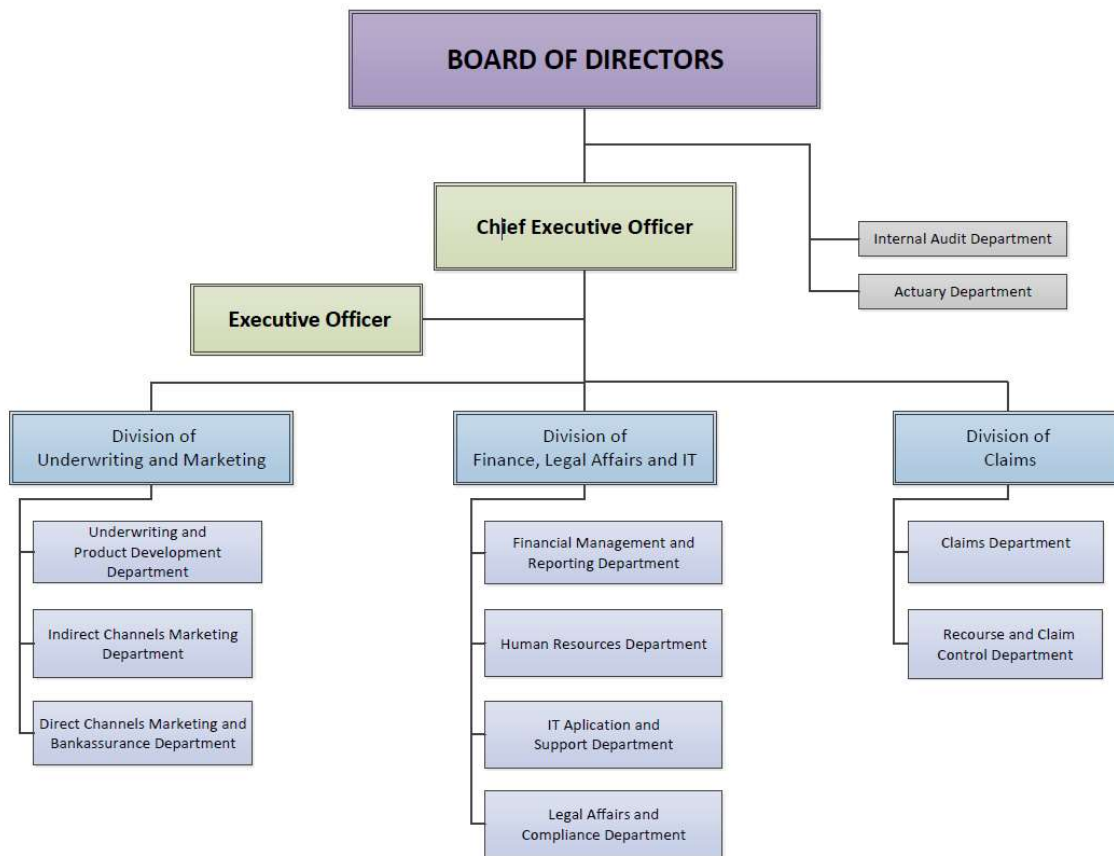 BOARD OF DIRECTORS
Chief Executive Officer
Internal Audit Department
Actuary Department
Executive Officer
Division of
Underwriting and Marketing
Division of
Finance, Legal Affairs and IT
Division of
Claims
Underwriting and
Product Development
Department
Indirect Channels Marketing
Department
Direct Channels Marketing and
Bankassurance Department
Financial Management and
Reporting Department
Human Resources Department
IT Aplication and
Support Department
Legal Affairs and
Compliance Department
Claims Department
Recourse and Claim
Control Department